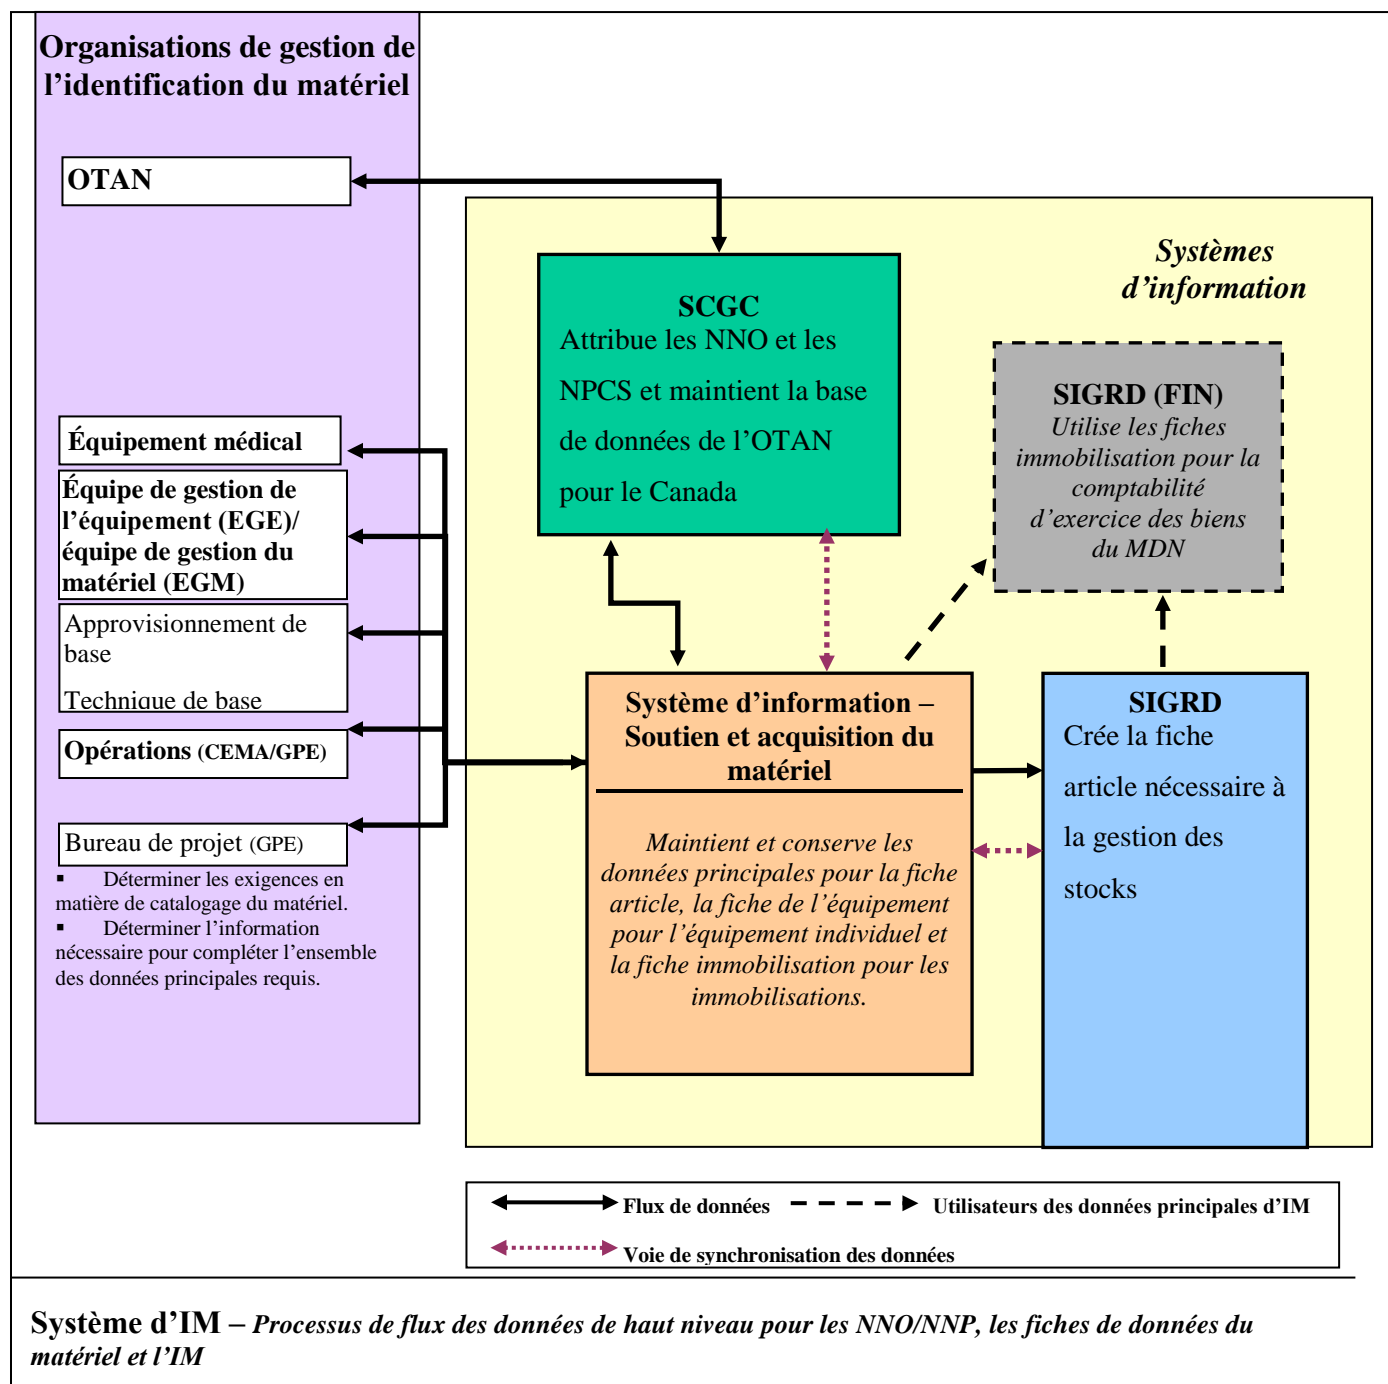 Organisations de gestion de
l’identification du matériel
OTAN
Équipement médical
Équipe de gestion de
l’équipement (EGE)/
équipe de gestion du
matériel (EGM)
Approvisionnement de
base
Technique de base
Opérations (CEMA/GPE)
Bureau de projet (GPE)
▪ Déterminer les exigences en
matière de catalogage du matériel.
▪ Déterminer l’information
nécessaire pour compléter l’ensemble
des données principales requis.
Systèmes
d’information
SCGC
Attribue les NNO et les
NPCS et maintient la base
de données de l’OTAN
pour le Canada
SIGRD (FIN)
Utilise les fiches
immobilisation pour la
comptabilité
d’exercice des biens
du MDN
Système d’information –
Soutien et acquisition du
matériel
Maintient et conserve les
données principales pour la fiche
article, la fiche de l’équipement
pour l’équipement individuel et
la fiche immobilisation pour les
immobilisations.
SIGRD
Crée la fiche
article nécessaire à
la gestion des
stocks
Flux de données
Utilisateurs des données principales d’IM
Voie de synchronisation des données
Système d’IM – Processus de flux des données de haut niveau pour les NNO/NNP, les fiches de données du
matériel et l’IM